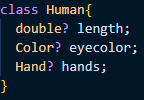 class Human{
  double? length;
  Color? eyecolor;
  Hand? hands;
}